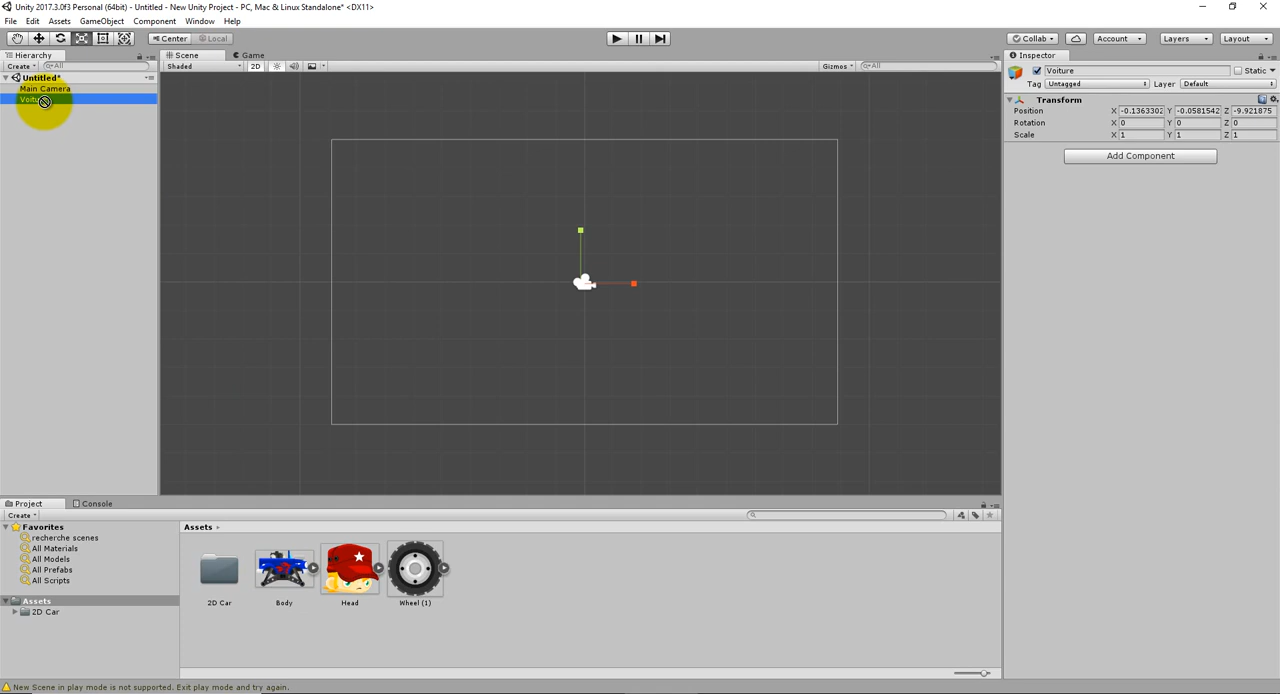 Unity 2017.3.0f3 Personal (64bit) - Untitled - New Unity Project - PC, Mac & Linux Standalone* <DX11>
File Edit Assets GameObject Component Window Help
Center Local Collab Account Layers Layout
Hierarchy Scene Game Inspector
Create All Shaded 2D Gizmos All Voiture Static
Untitled*
Tag Untagged Layer Default
Main Camera
Transform
Position X -0.1363302 Y -0.0581542 Z -9.921875
Rotation X 0 Y 0 Z 0
Scale X 1 Y 1 Z 1
Add Component
Project Console
Create
Favorites Assets
recherche scenes
All Materials
All Models
All Prefabs
All Scripts
Assets 2D Car Body Head Wheel (1)
2D Car
New Scene in play mode is not supported. Exit play mode and try again.